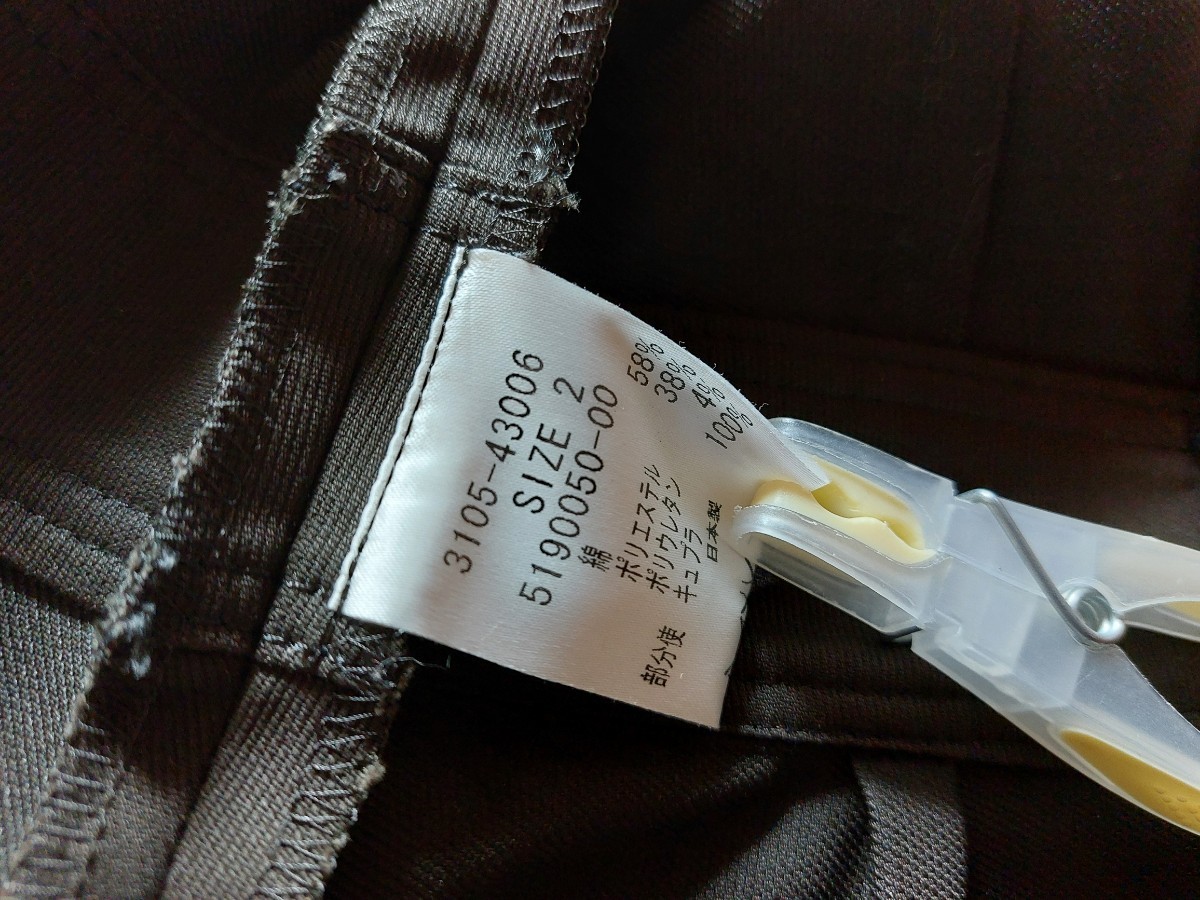 3105-43006
SIZE 2
5190050-00
綿 58%
ポリエステル 38%
ポリウレタン 4%
部分使 キュプラ 100%
日本製